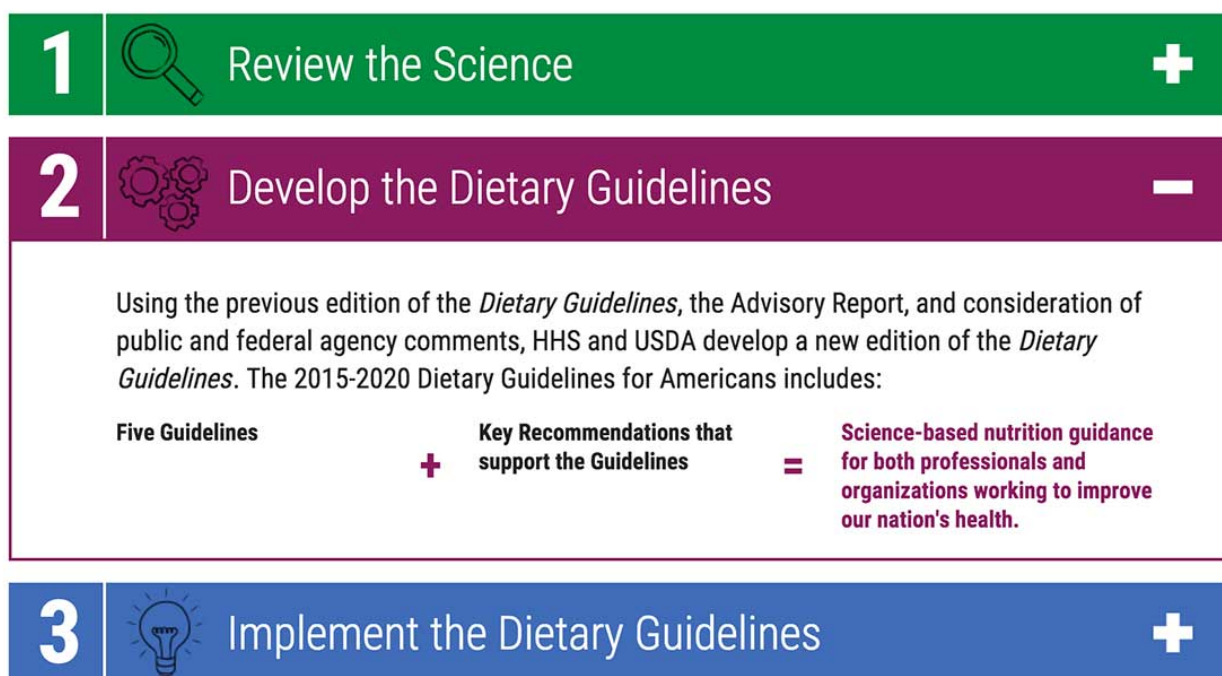 1 Review the Science +
2 Develop the Dietary Guidelines −
Using the previous edition of the Dietary Guidelines, the Advisory Report, and consideration of
public and federal agency comments, HHS and USDA develop a new edition of the Dietary
Guidelines. The 2015-2020 Dietary Guidelines for Americans includes:
Five Guidelines
+
Key Recommendations that
support the Guidelines
=
Science-based nutrition guidance
for both professionals and
organizations working to improve
our nation's health.
3 Implement the Dietary Guidelines +